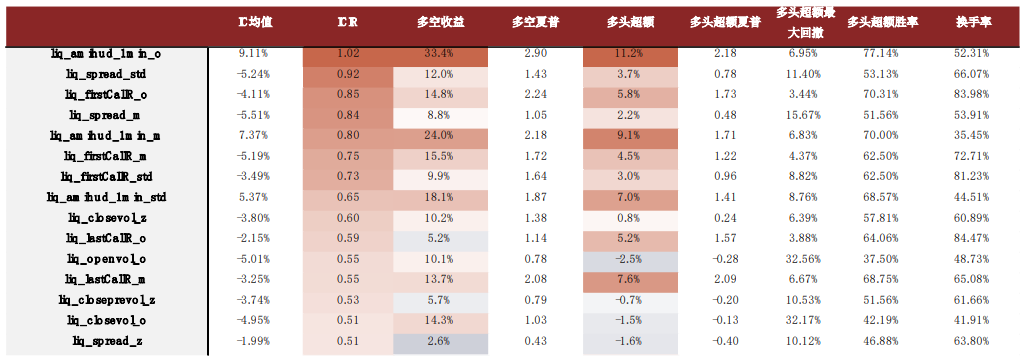 IC均值 ICIR 多空收益 多空夏普 多头超额 多头超额夏普 多头超额最大回撤 多头超额胜率 换手率
liq_amihud_1min_o 9.11% 1.02 33.4% 2.90 11.2% 2.18 6.95% 77.14% 52.31%
liq_spread_std -5.24% 0.92 12.0% 1.43 3.7% 0.78 11.40% 53.13% 66.07%
liq_firstCallR_o -4.11% 0.85 14.8% 2.24 5.8% 1.73 3.44% 70.31% 83.98%
liq_spread_m -5.51% 0.84 8.8% 1.05 2.2% 0.48 15.67% 51.56% 53.91%
liq_amihud_1min_m 7.37% 0.80 24.0% 2.18 9.1% 1.71 6.83% 70.00% 35.45%
liq_firstCallR_m -5.19% 0.75 15.5% 1.72 4.5% 1.22 4.37% 62.50% 72.71%
liq_firstCallR_std -3.49% 0.73 9.9% 1.64 3.0% 0.96 8.82% 62.50% 81.23%
liq_amihud_1min_std 5.37% 0.65 18.1% 1.87 7.0% 1.41 8.76% 68.57% 44.51%
liq_closevol_z -3.80% 0.60 10.2% 1.38 0.8% 0.24 6.39% 57.81% 60.89%
liq_lastCallR_o -2.15% 0.59 5.2% 1.14 5.2% 1.57 3.88% 64.06% 84.47%
liq_openvol_o -5.01% 0.55 10.1% 0.78 -2.5% -0.28 32.56% 37.50% 48.73%
liq_lastCallR_m -3.25% 0.55 13.7% 2.08 7.6% 2.09 6.67% 68.75% 65.08%
liq_closeprevol_z -3.74% 0.53 5.7% 0.79 -0.7% -0.20 10.53% 51.56% 61.66%
liq_closevol_o -4.95% 0.51 14.3% 1.03 -1.5% -0.13 32.17% 42.19% 41.91%
liq_spread_z -1.99% 0.51 2.6% 0.43 -1.6% -0.40 10.12% 46.88% 63.80%